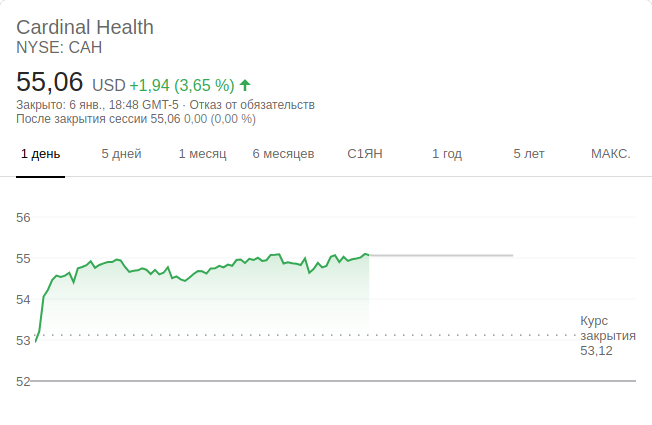 Cardinal Health
NYSE: CAH
55,06 USD +1,94 (3,65 %)
Закрыто: 6 янв., 18:48 GMT-5 · Отказ от обязательств
После закрытия сессии 55,06 0,00 (0,00 %)
1 день 5 дней 1 месяц 6 месяцев С1ЯН 1 год 5 лет МАКС.
56
55
54
53
52
Курс
закрытия
53,12